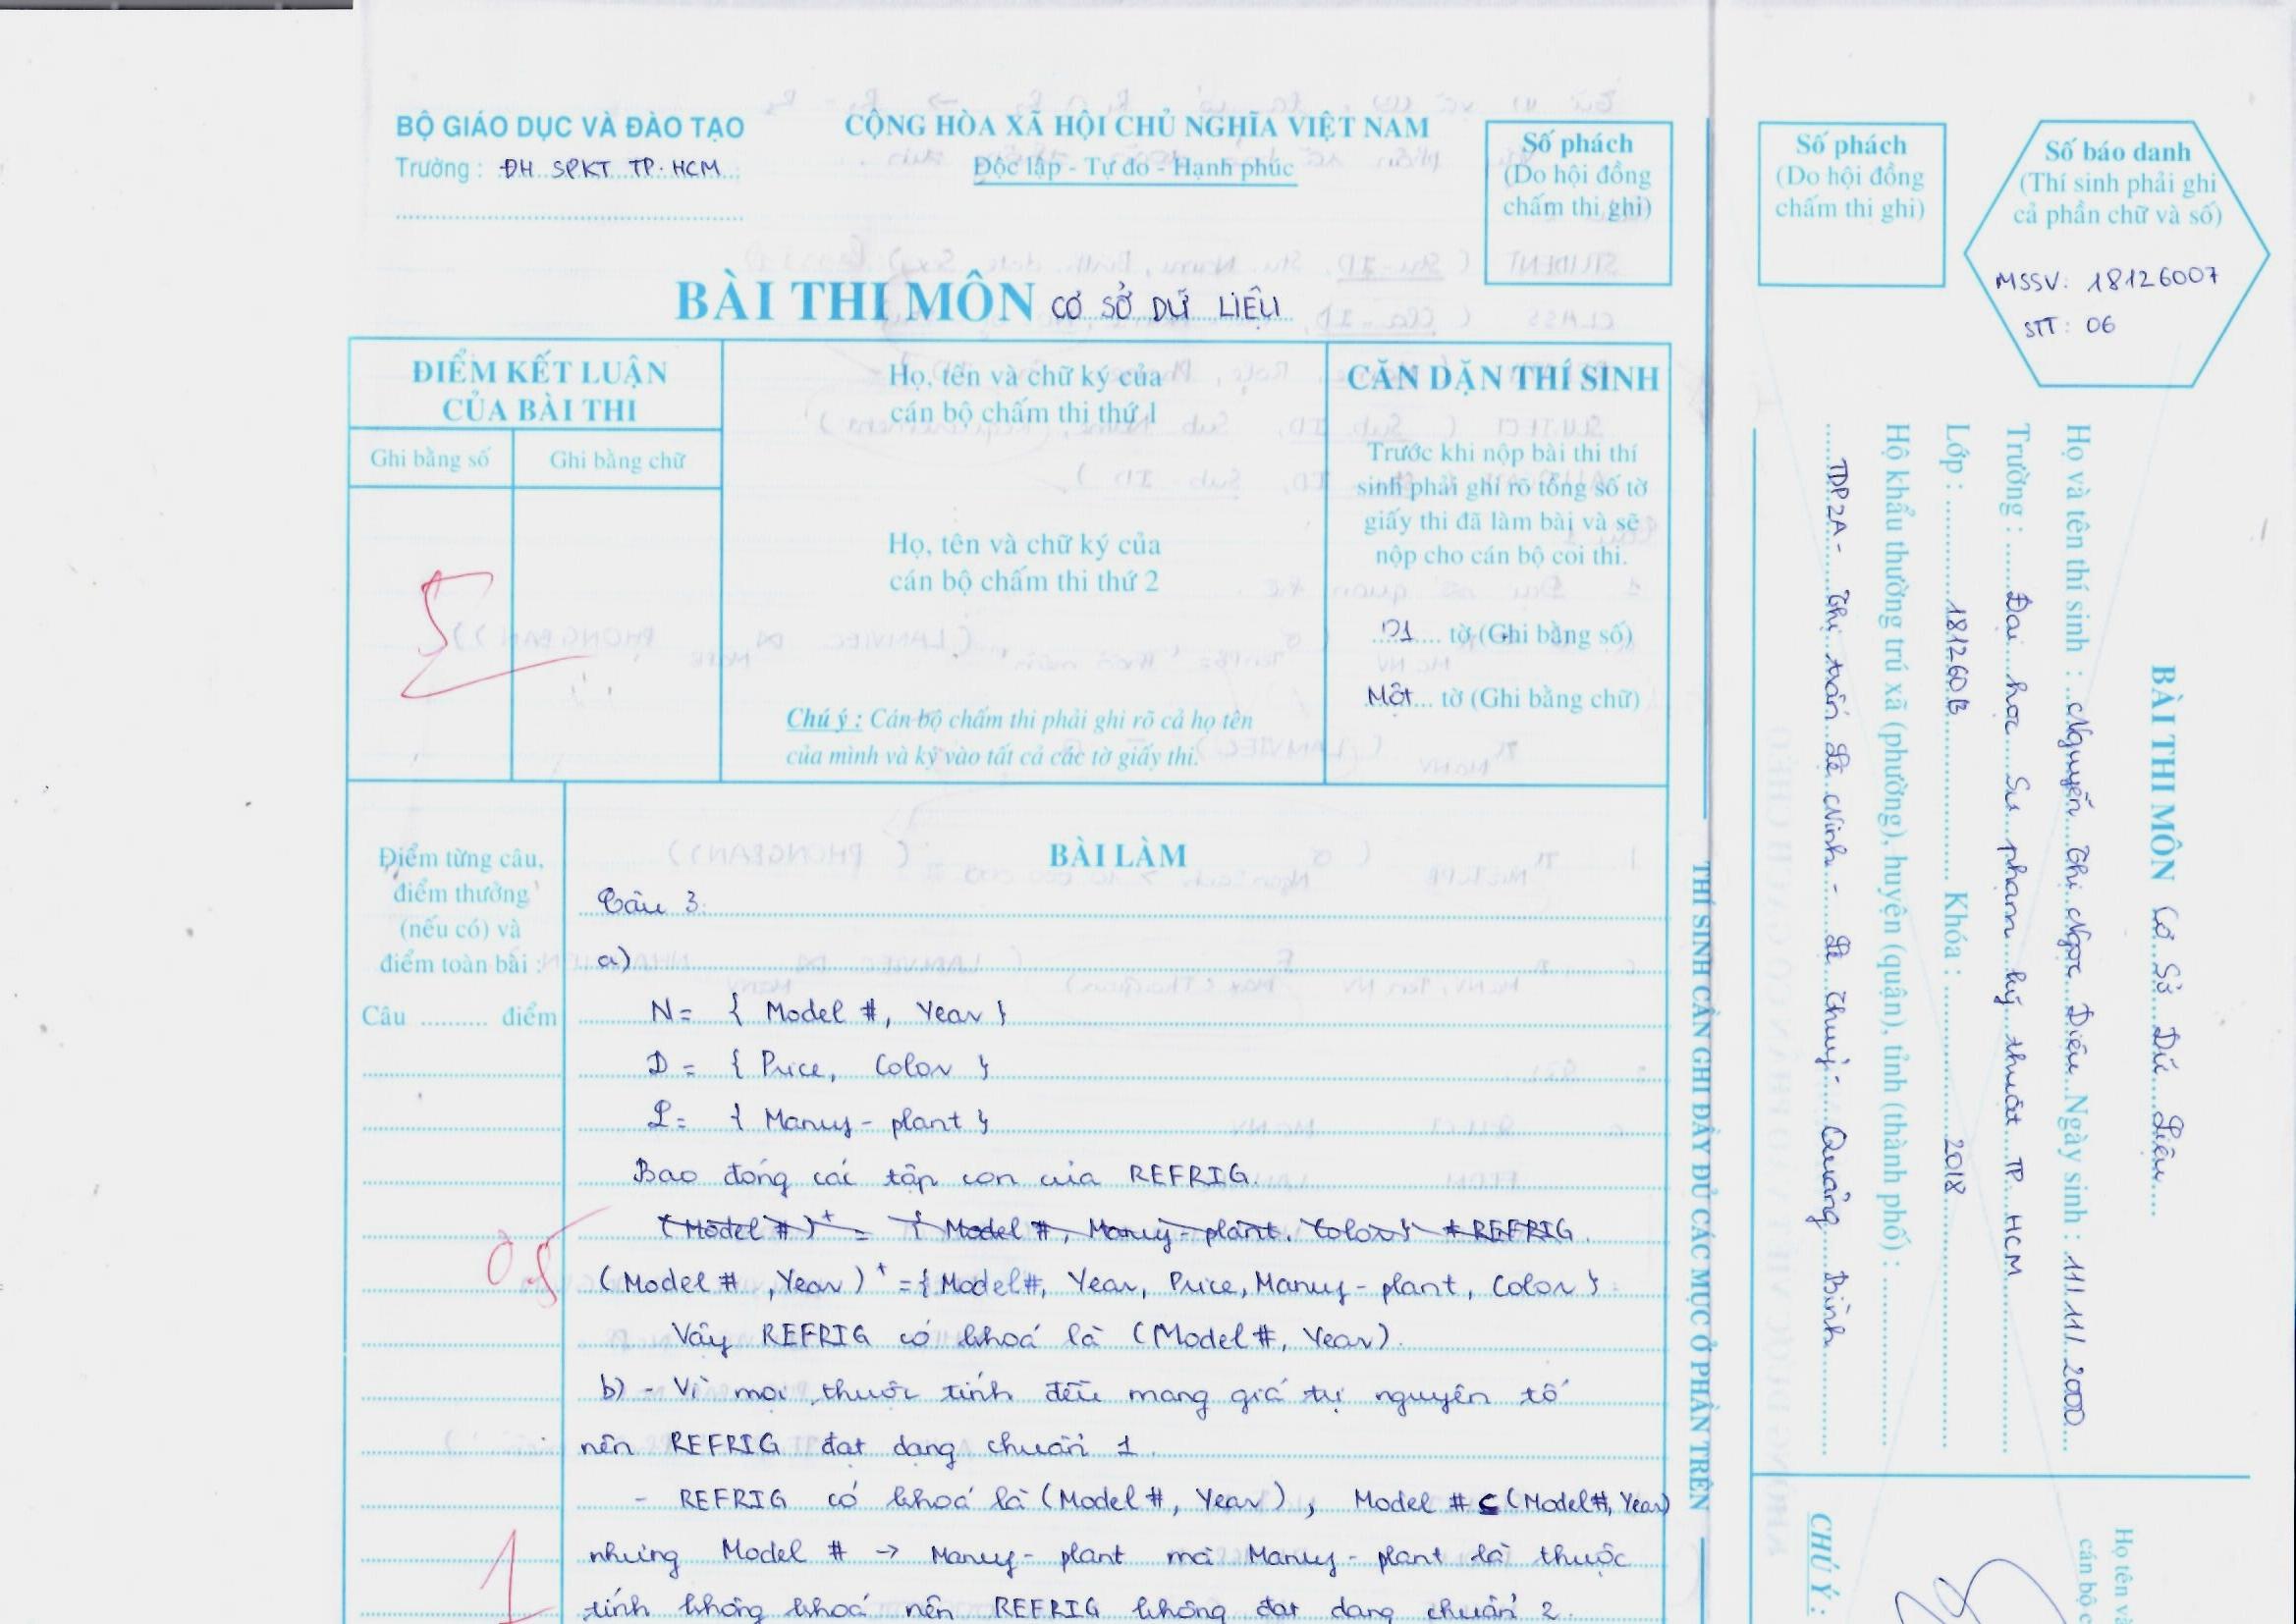 BỘ GIÁO DỤC VÀ ĐÀO TẠO
Trường : ĐH SPKT TP. HCM
CỘNG HÒA XÃ HỘI CHỦ NGHĨA VIỆT NAM
Độc lập - Tự do - Hạnh phúc
Số phách
(Do hội đồng
chấm thi ghi)
BÀI THI MÔN CƠ SỞ DỮ LIỆU
ĐIỂM KẾT LUẬN
CỦA BÀI THI
Ghi bằng số
Ghi bằng chữ
5
Họ, tên và chữ ký của
cán bộ chấm thi thứ 1
Họ, tên và chữ ký của
cán bộ chấm thi thứ 2
Chú ý : Cán bộ chấm thi phải ghi rõ cả họ tên
của mình và ký vào tất cả các tờ giấy thi.
CĂN DẶN THÍ SINH
Trước khi nộp bài thi thí
sinh phải ghi rõ tổng số tờ
giấy thi đã làm bài và sẽ
nộp cho cán bộ coi thi.
01 tờ (Ghi bằng số)
Một tờ (Ghi bằng chữ)
Điểm từng câu,
điểm thưởng
(nếu có) và
điểm toàn bài :
Câu .......... điểm
0,5
1
BÀI LÀM
Câu 3:
a)
N = { Model #, Year }
D = { Price, Color }
L = { Manuf - plant }
Bao đóng các tập con của REFRIG.
(Model #)+ = { Model #, Manuf - plant, Color} ≠ REFRIG.
(Model #, Year)+ = { Model#, Year, Price, Manuf - plant, Color }.
Vậy REFRIG có khoá là (Model #, Year).
b) - Vì mọi thuộc tính đều mang giá trị nguyên tố
nên REFRIG đạt dạng chuẩn 1.
- REFRIG có khoá là (Model #, Year), Model # ⊂ (Model#, Year)
nhưng Model # → Manuf - plant mà Manuf - plant là thuộc
tính không khoá nên REFRIG không đạt dạng chuẩn 2.
THÍ SINH CẦN GHI ĐẦY ĐỦ CÁC MỤC Ở PHẦN TRÊN
Số phách
(Do hội đồng
chấm thi ghi)
Số báo danh
(Thí sinh phải ghi
cả phần chữ và số)
MSSV: 18126007
STT: 06
BÀI THI MÔN Cơ Sở Dữ Liệu
Họ và tên thí sinh : Nguyễn Thị Ngọc Diệu Ngày sinh : 11/11/2000
Trường : Đại học Sư phạm kỹ thuật TP HCM
Lớp : 181260B Khóa : 2018
Hộ khẩu thường trú xã (phường), huyện (quận), tỉnh (thành phố) :
TDP2A - Thị trấn Lệ Ninh - Lệ Thuỷ - Quảng Bình
CHÚ Ý :
Họ tên và
cán bộ c